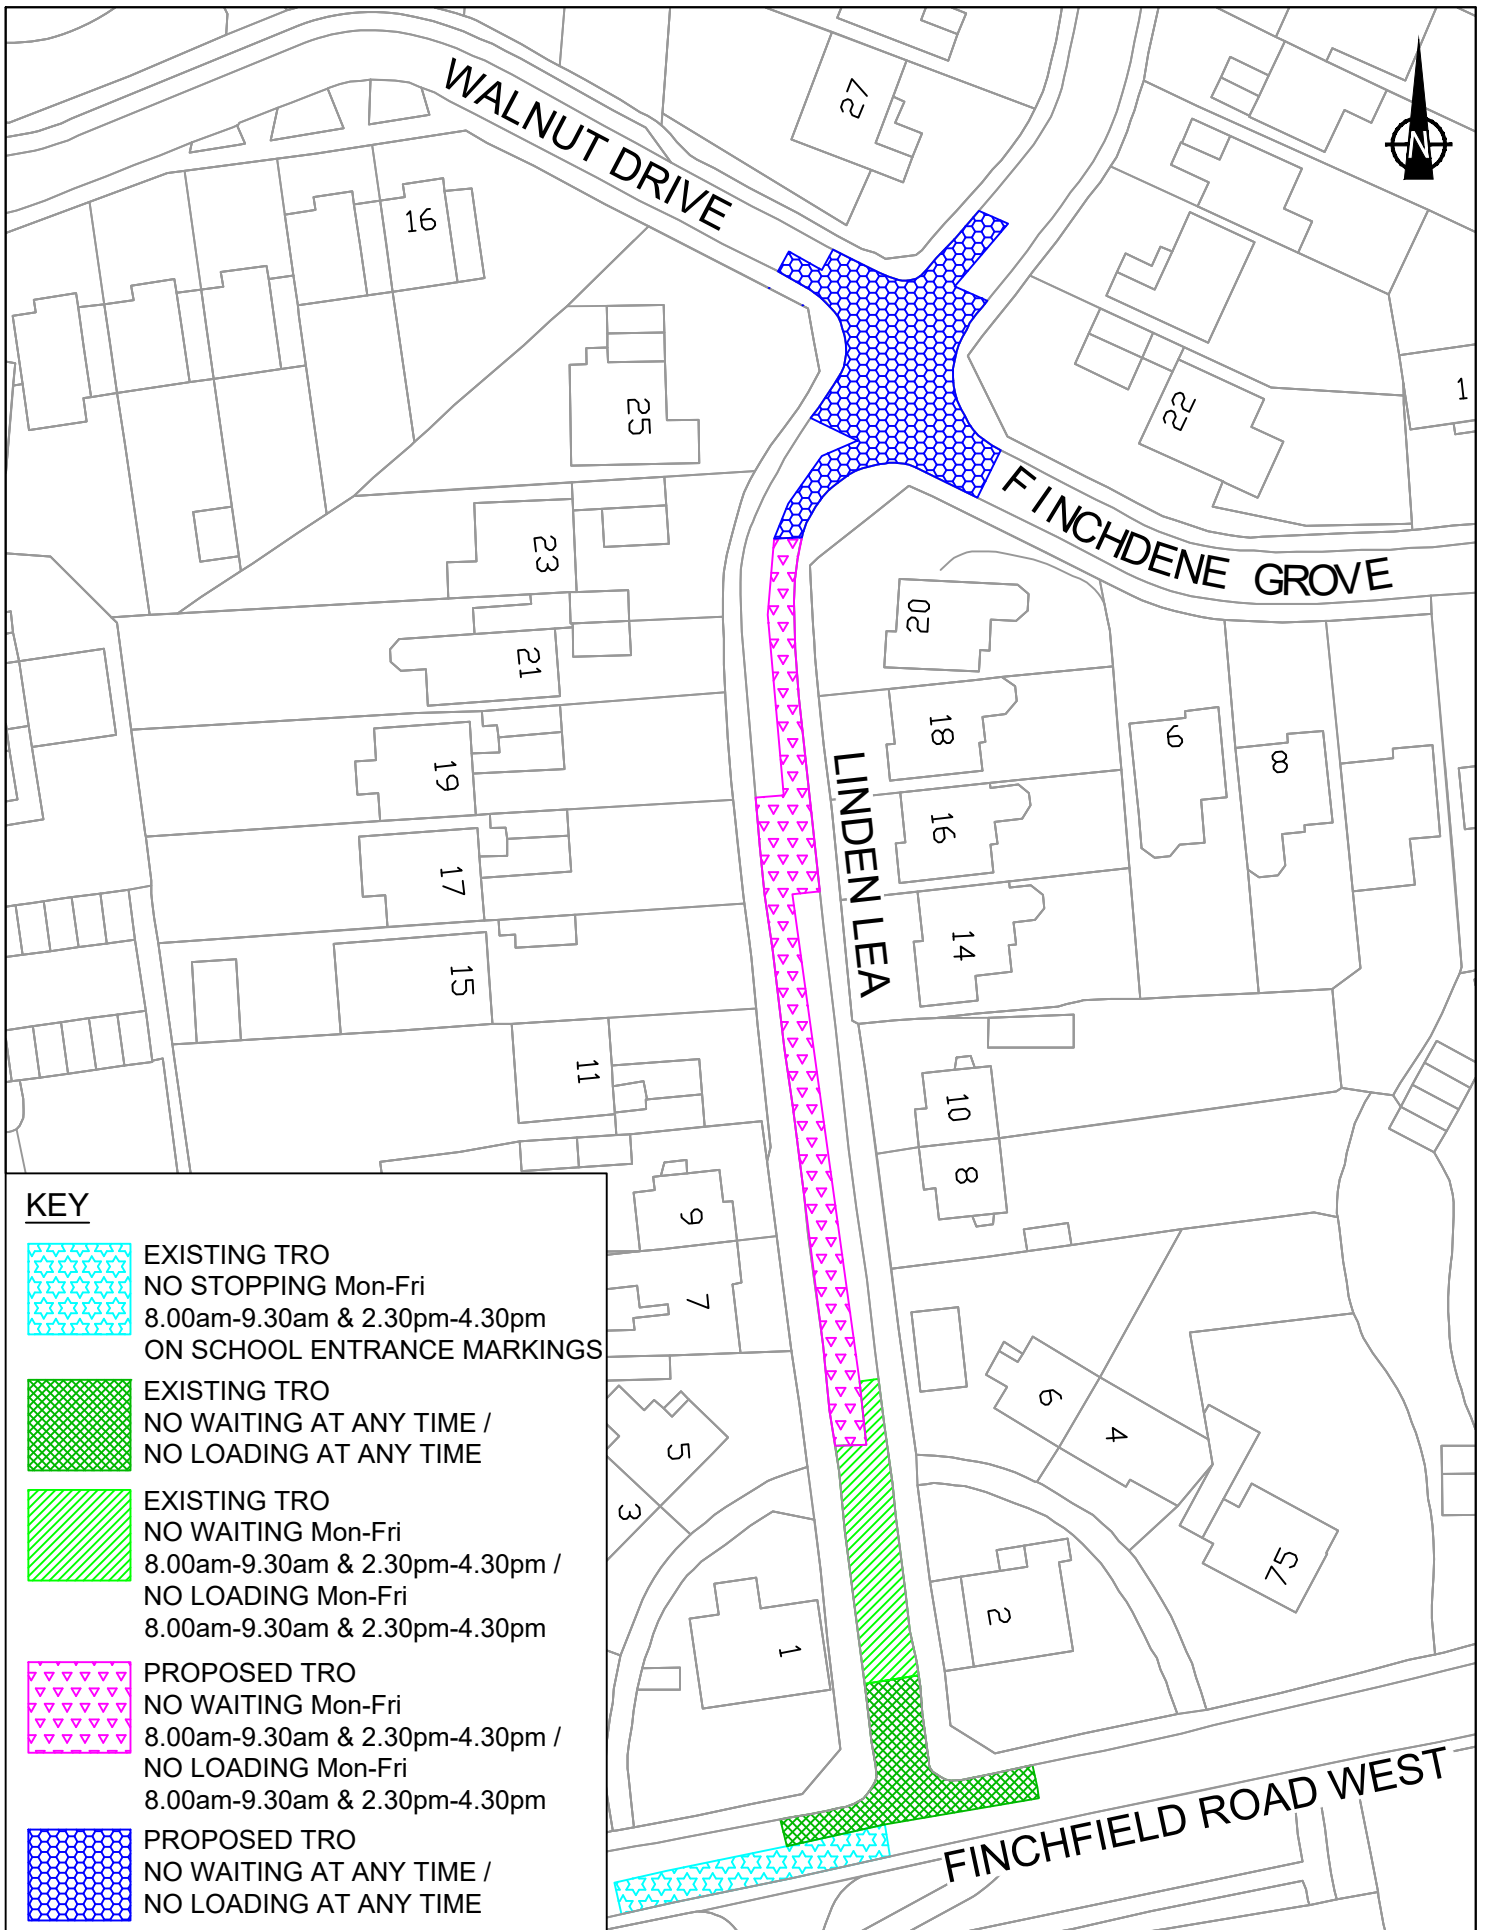 WALNUT DRIVE
27
N
16
25
22
1
FINCHDENE GROVE
23
20
21
18
6
8
19
LINDEN LEA
16
17
14
15
11
10
8
9
7
6
4
5
3
75
2
1
FINCHFIELD ROAD WEST
KEY
EXISTING TRO
NO STOPPING Mon-Fri
8.00am-9.30am & 2.30pm-4.30pm
ON SCHOOL ENTRANCE MARKINGS
EXISTING TRO
NO WAITING AT ANY TIME /
NO LOADING AT ANY TIME
EXISTING TRO
NO WAITING Mon-Fri
8.00am-9.30am & 2.30pm-4.30pm /
NO LOADING Mon-Fri
8.00am-9.30am & 2.30pm-4.30pm
PROPOSED TRO
NO WAITING Mon-Fri
8.00am-9.30am & 2.30pm-4.30pm /
NO LOADING Mon-Fri
8.00am-9.30am & 2.30pm-4.30pm
PROPOSED TRO
NO WAITING AT ANY TIME /
NO LOADING AT ANY TIME